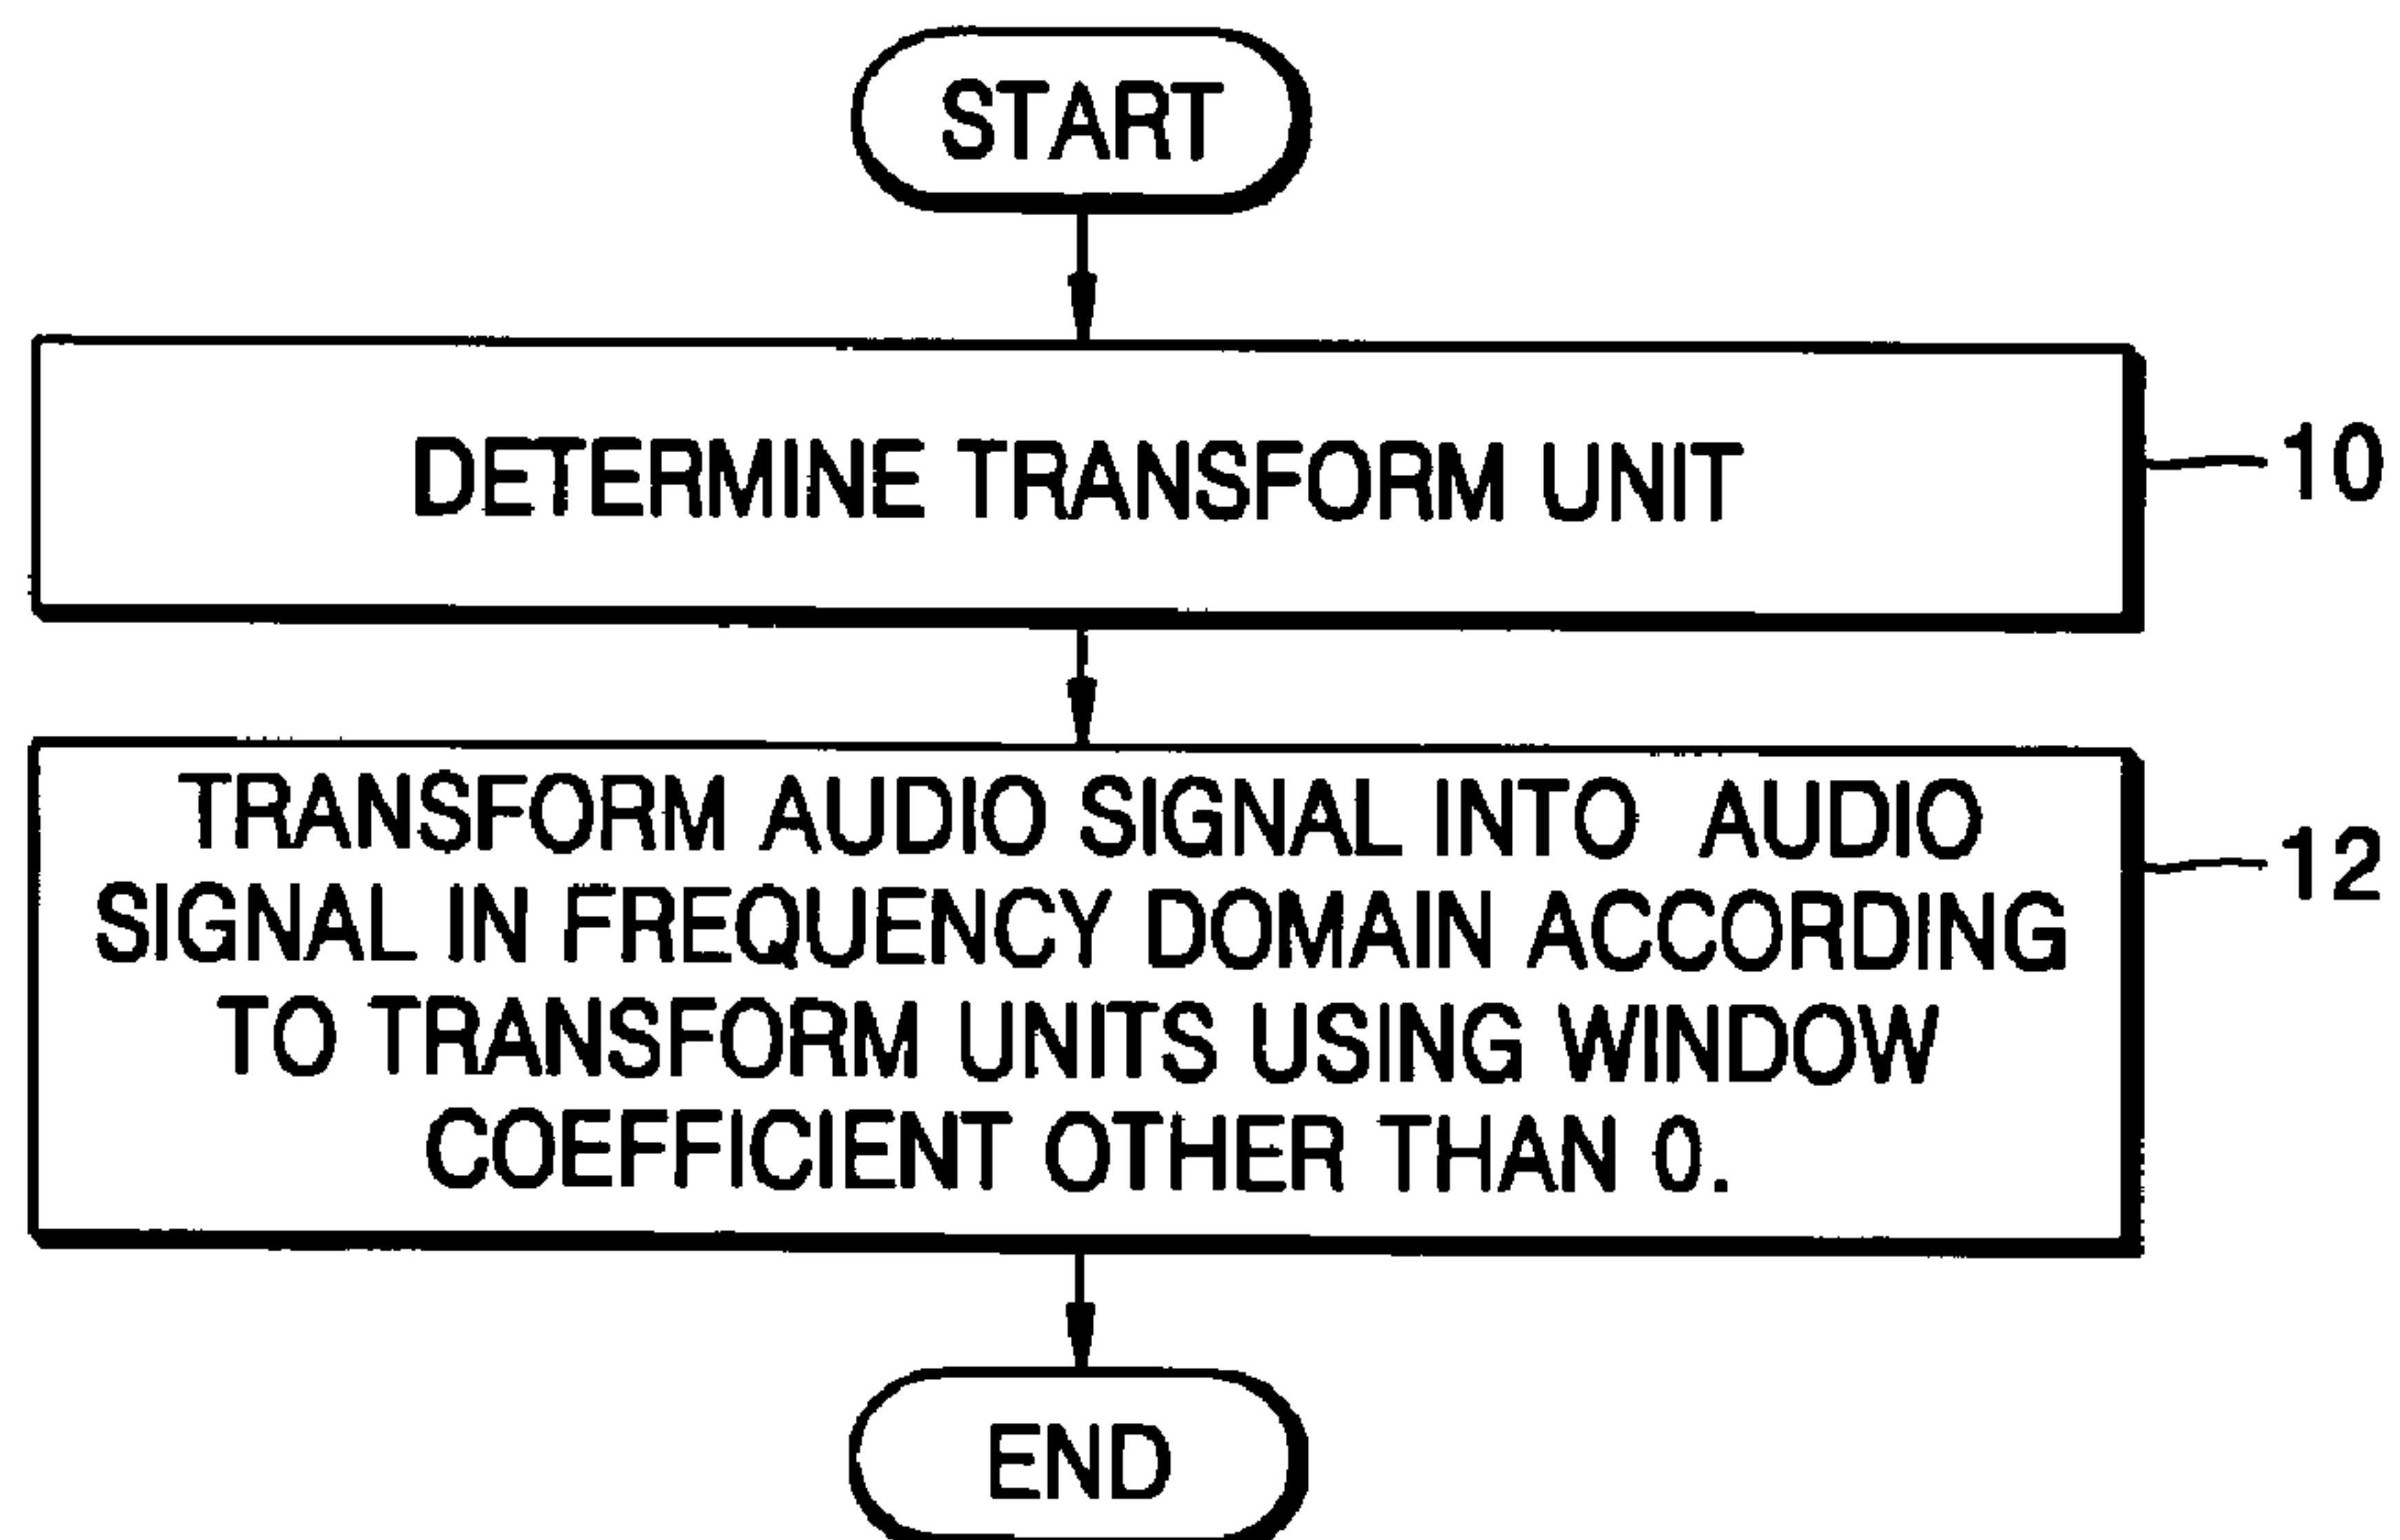 START
DETERMINE TRANSFORM UNIT
10
TRANSFORM AUDIO SIGNAL INTO AUDIO
SIGNAL IN FREQUENCY DOMAIN ACCORDING
TO TRANSFORM UNITS USING WINDOW
COEFFICIENT OTHER THAN 0.
12
END